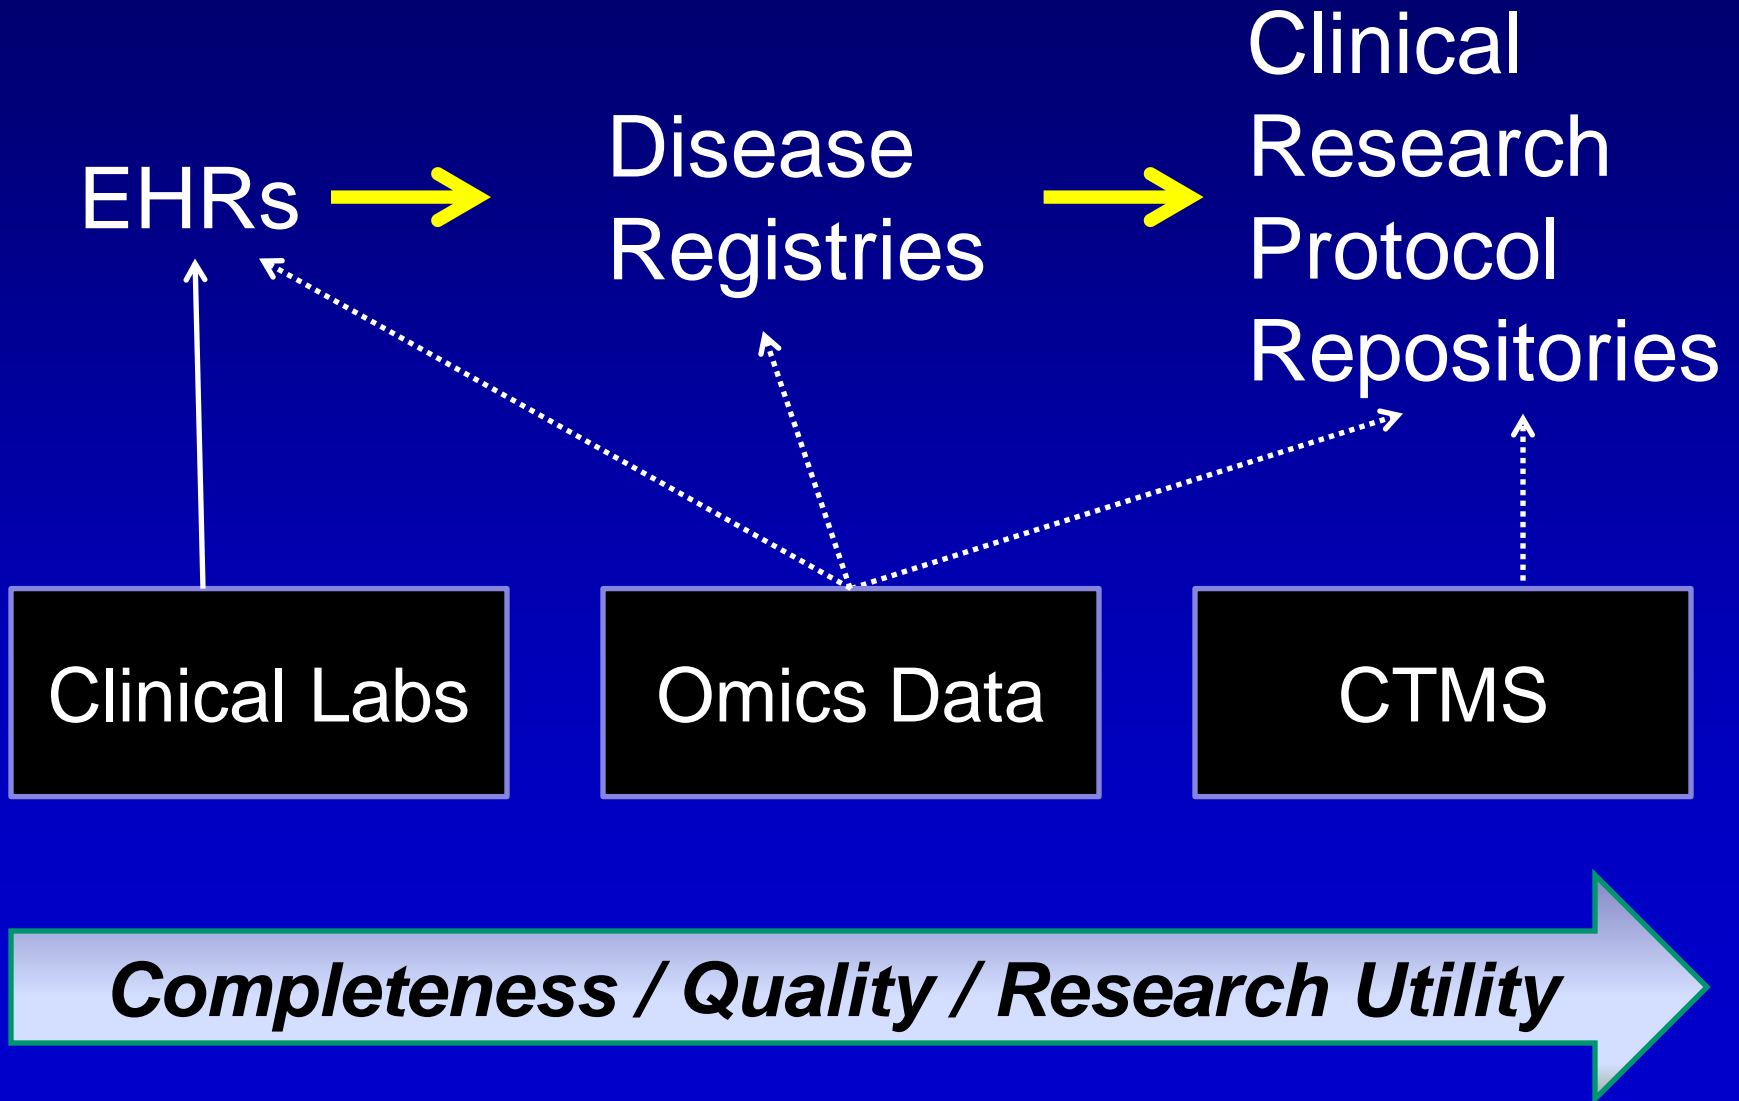 EHRs
Disease
Registries
Clinical
Research
Protocol
Repositories
Clinical Labs
Omics Data
CTMS
Completeness / Quality / Research Utility